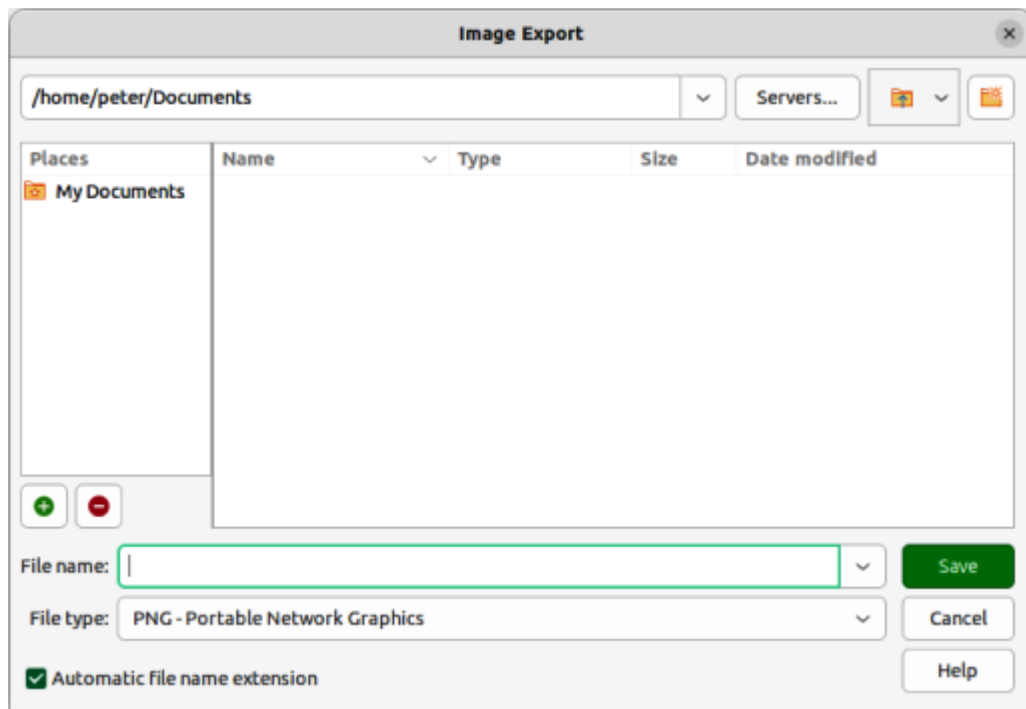 Image Export
/home/peter/Documents
Servers...
Places
Name
Type
Size
Date modified
My Documents
File name:
Save
File type:
PNG - Portable Network Graphics
Cancel
Automatic file name extension
Help